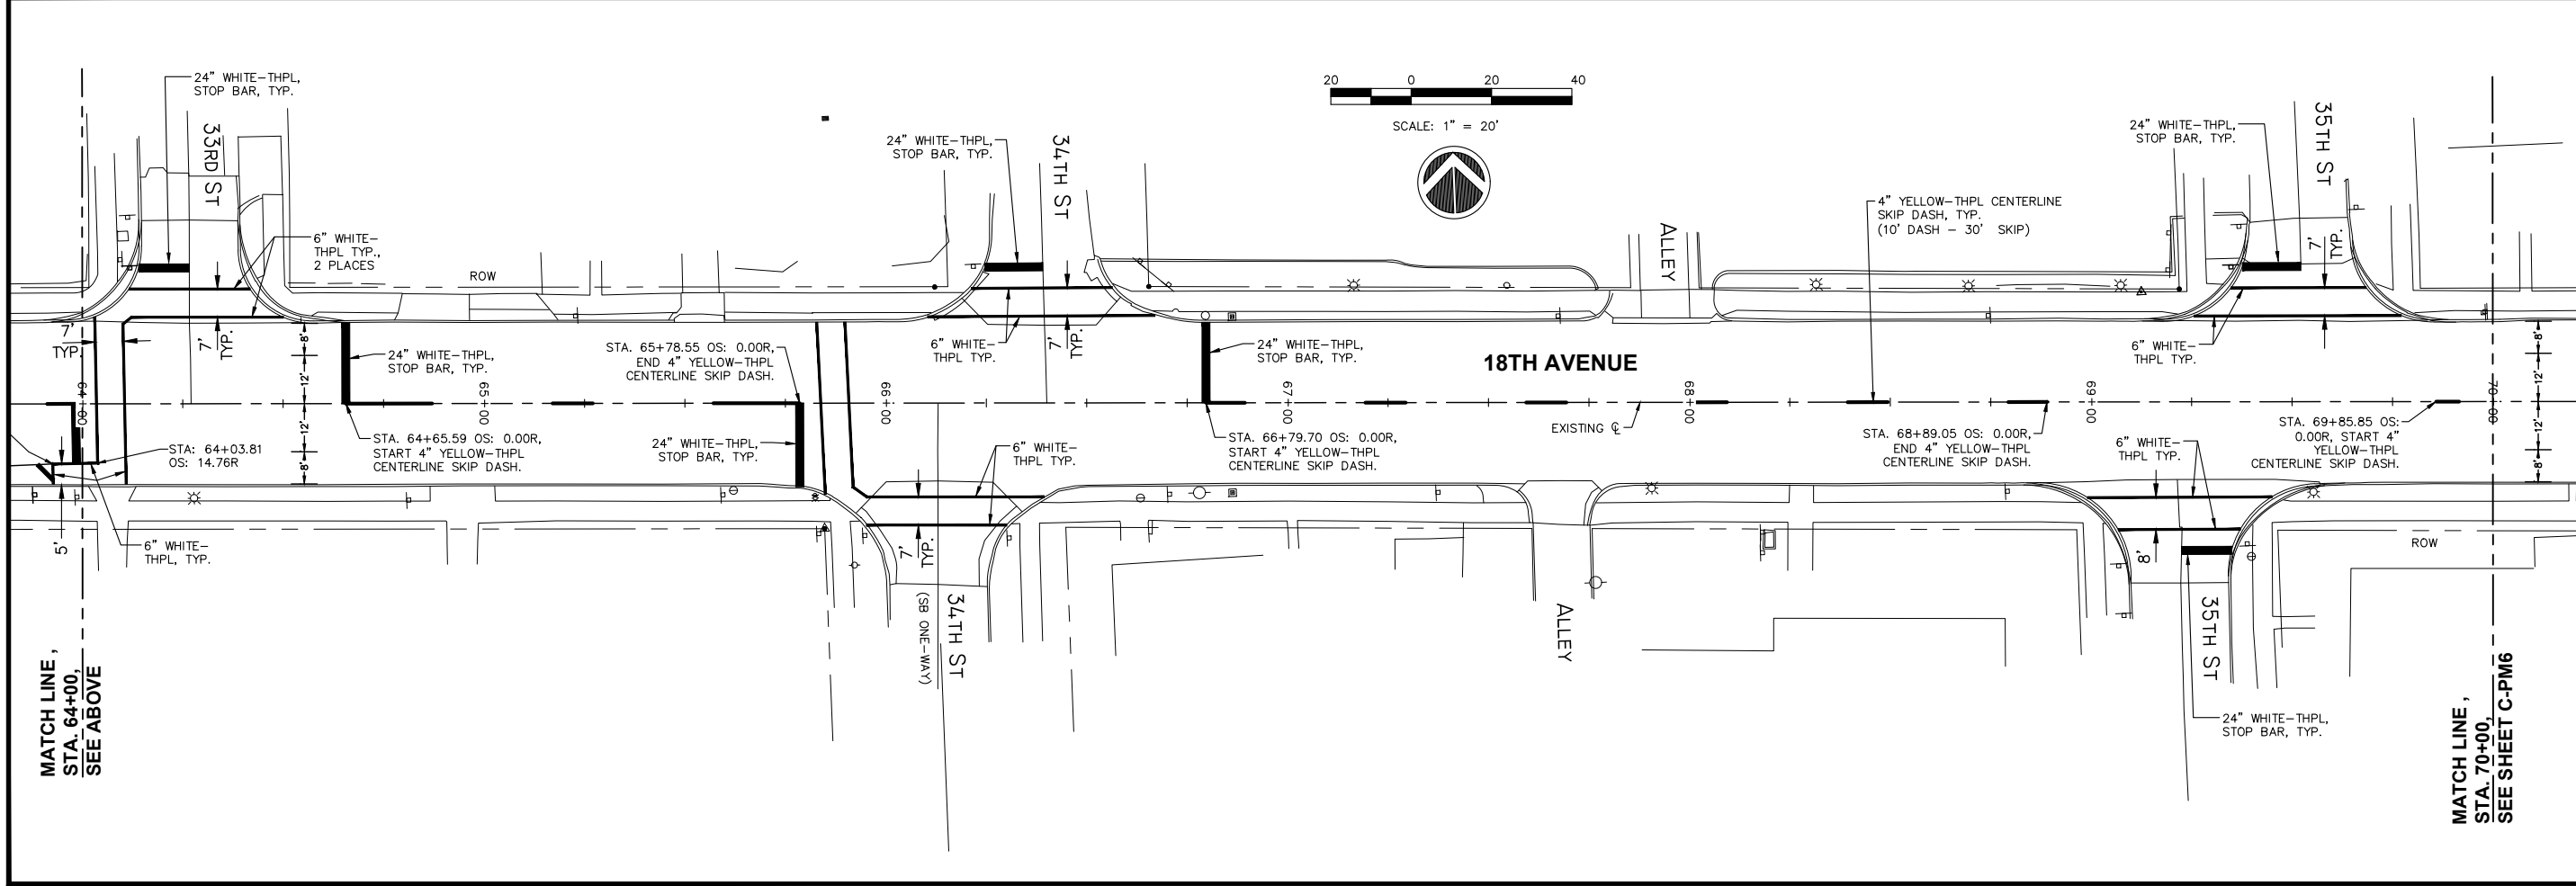 20 0 20 40
SCALE: 1" = 20'
24" WHITE-THPL,
STOP BAR, TYP.
33RD ST
6" WHITE-
THPL TYP.,
2 PLACES
ROW
24" WHITE-THPL,
STOP BAR, TYP.
34TH ST
ALLEY
4" YELLOW-THPL CENTERLINE
SKIP DASH, TYP.
(10' DASH - 30' SKIP)
24" WHITE-THPL,
STOP BAR, TYP.
35TH ST
7'
TYP.
7'
TYP.
7'
TYP.
8'
12'
12'
8'
24" WHITE-THPL,
STOP BAR, TYP.
STA. 65+78.55 OS: 0.00R,
END 4" YELLOW-THPL
CENTERLINE SKIP DASH.
6" WHITE-
THPL TYP.
7'
TYP.
24" WHITE-THPL,
STOP BAR, TYP.
18TH AVENUE
6" WHITE-
THPL TYP.
8'
12'
12'
8'
64+00
65+00
66+00
67+00
68+00
69+00
70+00
STA: 64+03.81
OS: 14.76R
STA. 64+65.59 OS: 0.00R,
START 4" YELLOW-THPL
CENTERLINE SKIP DASH.
24" WHITE-THPL,
STOP BAR, TYP.
6" WHITE-
THPL TYP.
STA. 66+79.70 OS: 0.00R,
START 4" YELLOW-THPL
CENTERLINE SKIP DASH.
EXISTING ℄
STA. 68+89.05 OS: 0.00R,
END 4" YELLOW-THPL
CENTERLINE SKIP DASH.
6" WHITE-
THPL TYP.
STA. 69+85.85 OS:
0.00R, START 4"
YELLOW-THPL
CENTERLINE SKIP DASH.
5'
6" WHITE-
THPL, TYP.
7'
TYP.
34TH ST
(SB ONE-WAY)
ALLEY
8'
35TH ST
ROW
24" WHITE-THPL,
STOP BAR, TYP.
MATCH LINE ,
STA. 64+00,
SEE ABOVE
MATCH LINE ,
STA. 70+00,
SEE SHEET C-PM6